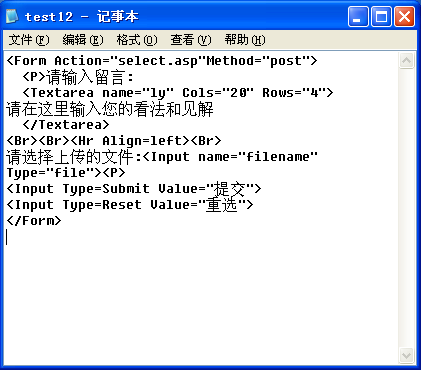 test12 - 记事本
文件(F) 编辑(E) 格式(O) 查看(V) 帮助(H)
<Form Action="select.asp"Method="post">
  <P>请输入留言:
  <Textarea name="ly" Cols="20" Rows="4">
请在这里输入您的看法和见解
  </Textarea>
<Br><Br><Hr Align=left><Br>
请选择上传的文件:<Input name="filename"
Type="file"><P>
<Input Type=Submit Value="提交">
<Input Type=Reset Value="重选">
</Form>